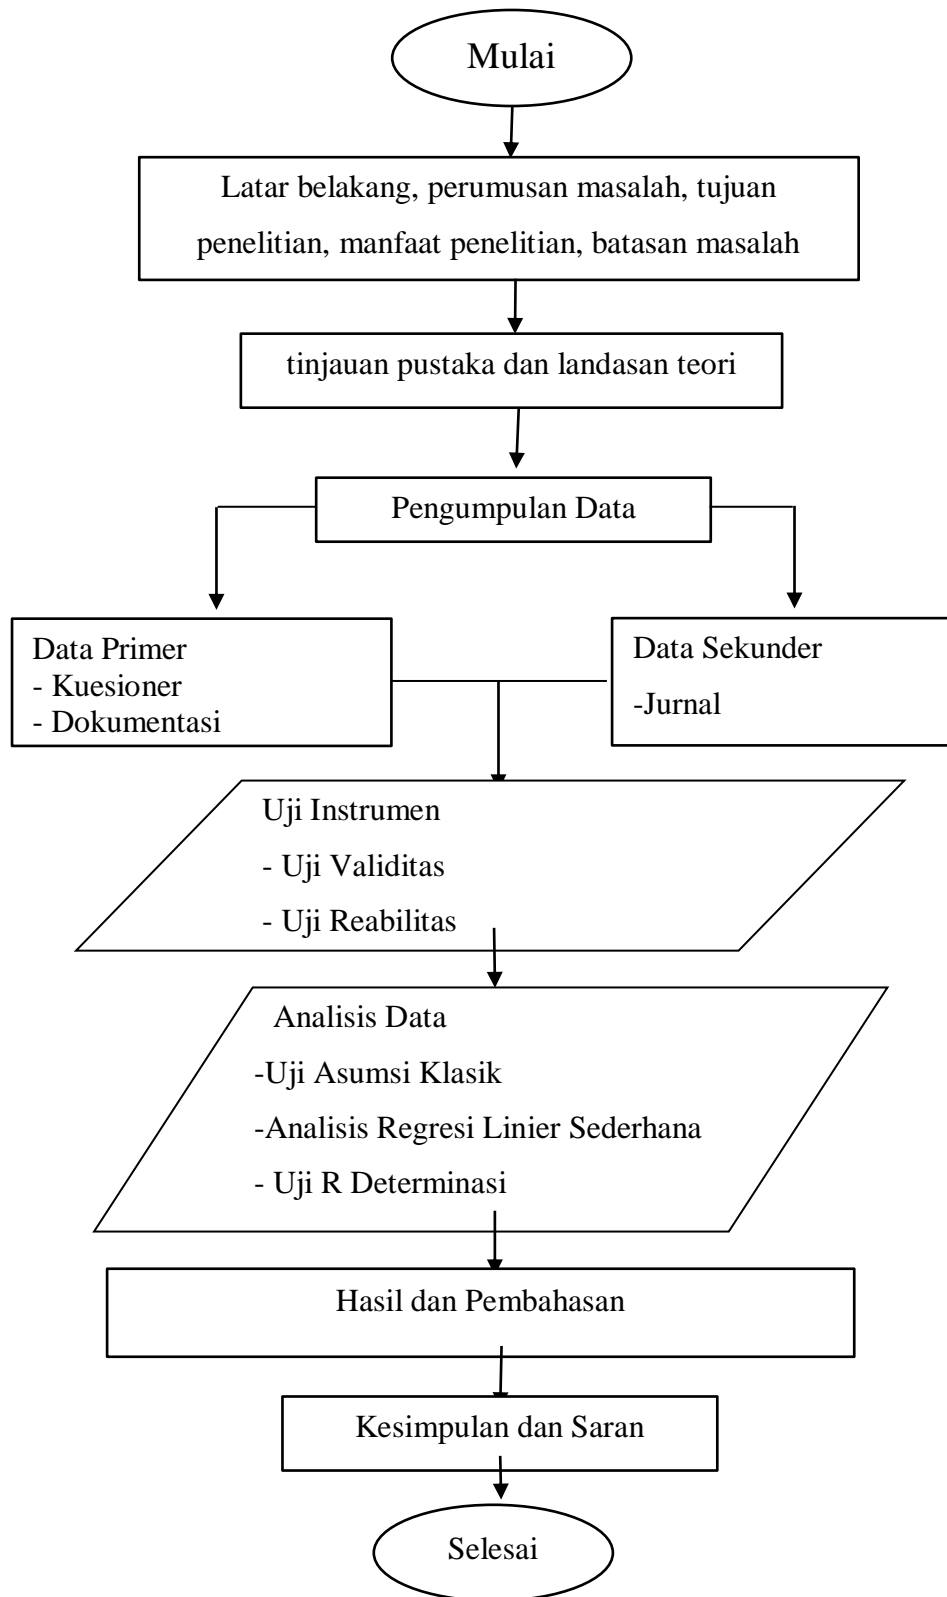 Mulai
Latar belakang, perumusan masalah, tujuan
penelitian, manfaat penelitian, batasan masalah
tinjauan pustaka dan landasan teori
Pengumpulan Data
Data Primer
- Kuesioner
- Dokumentasi
Data Sekunder
-Jurnal
Uji Instrumen
- Uji Validitas
- Uji Reabilitas
Analisis Data
-Uji Asumsi Klasik
-Analisis Regresi Linier Sederhana
- Uji R Determinasi
Hasil dan Pembahasan
Kesimpulan dan Saran
Selesai